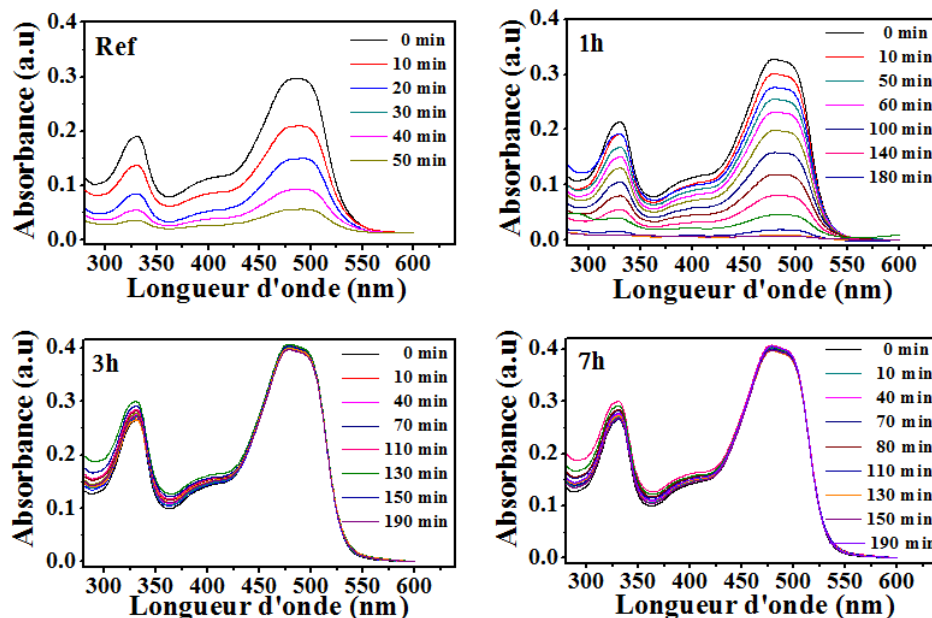 Ref
0 min
10 min
20 min
30 min
40 min
50 min
Absorbance (a.u)
0.4
0.3
0.2
0.1
0.0
300 350 400 450 500 550 600
Longueur d'onde (nm)
1h
0 min
10 min
50 min
60 min
100 min
140 min
180 min
Absorbance (a.u)
0.4
0.3
0.2
0.1
0.0
300 350 400 450 500 550 600
Longueur d'onde (nm)
3h
0 min
10 min
40 min
70 min
110 min
130 min
150 min
190 min
Absorbance (a.u)
0.4
0.3
0.2
0.1
0.0
300 350 400 450 500 550 600
Longueur d'onde (nm)
7h
0 min
10 min
40 min
70 min
80 min
110 min
130 min
150 min
190 min
Absorbance (a.u)
0.4
0.3
0.2
0.1
0.0
300 350 400 450 500 550 600
Longueur d'onde (nm)